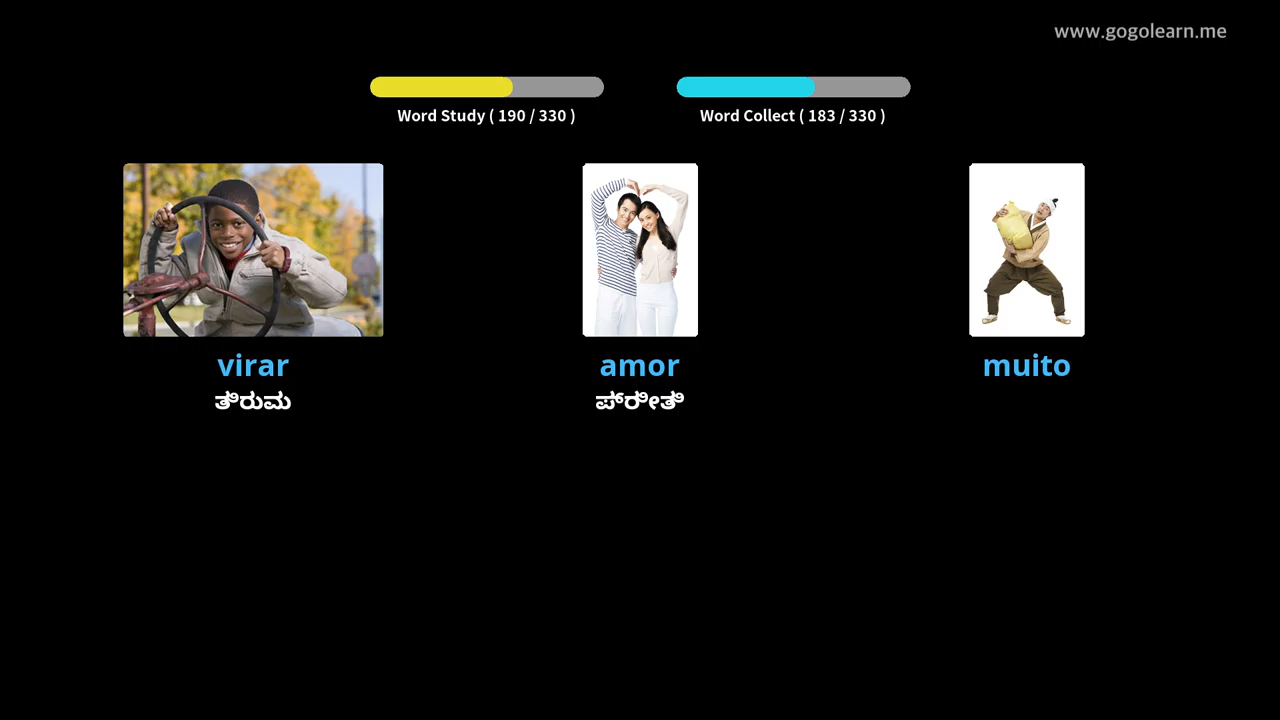 www.gogolearn.me
Word Study ( 190 / 330 )
Word Collect ( 183 / 330 )
virar
amor
muito
ತಿರುಮ
ಪ್ರೀತಿ